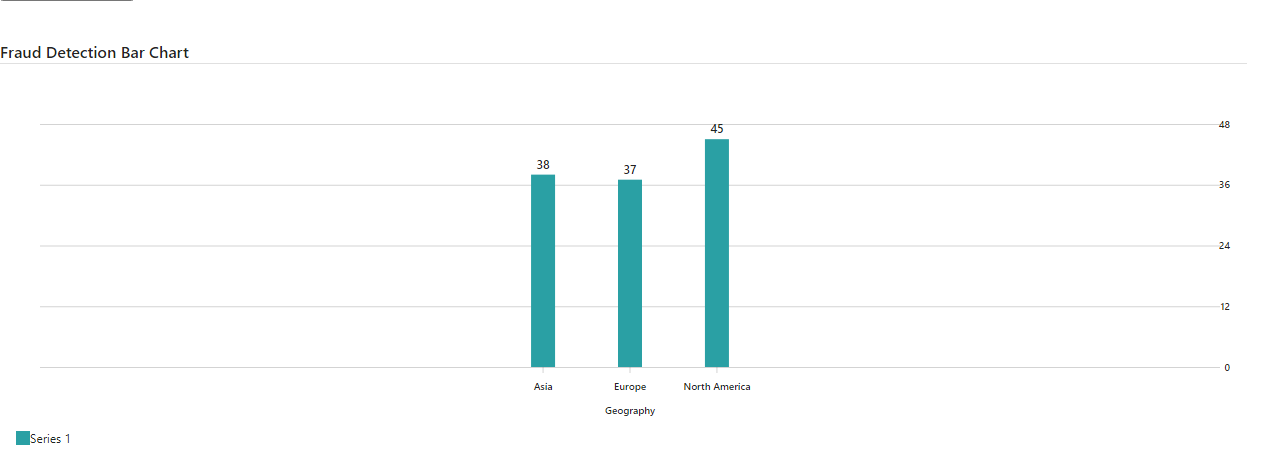 Fraud Detection Bar Chart
48
45
38
37
36
24
12
0
Asia Europe North America
Geography
Series 1